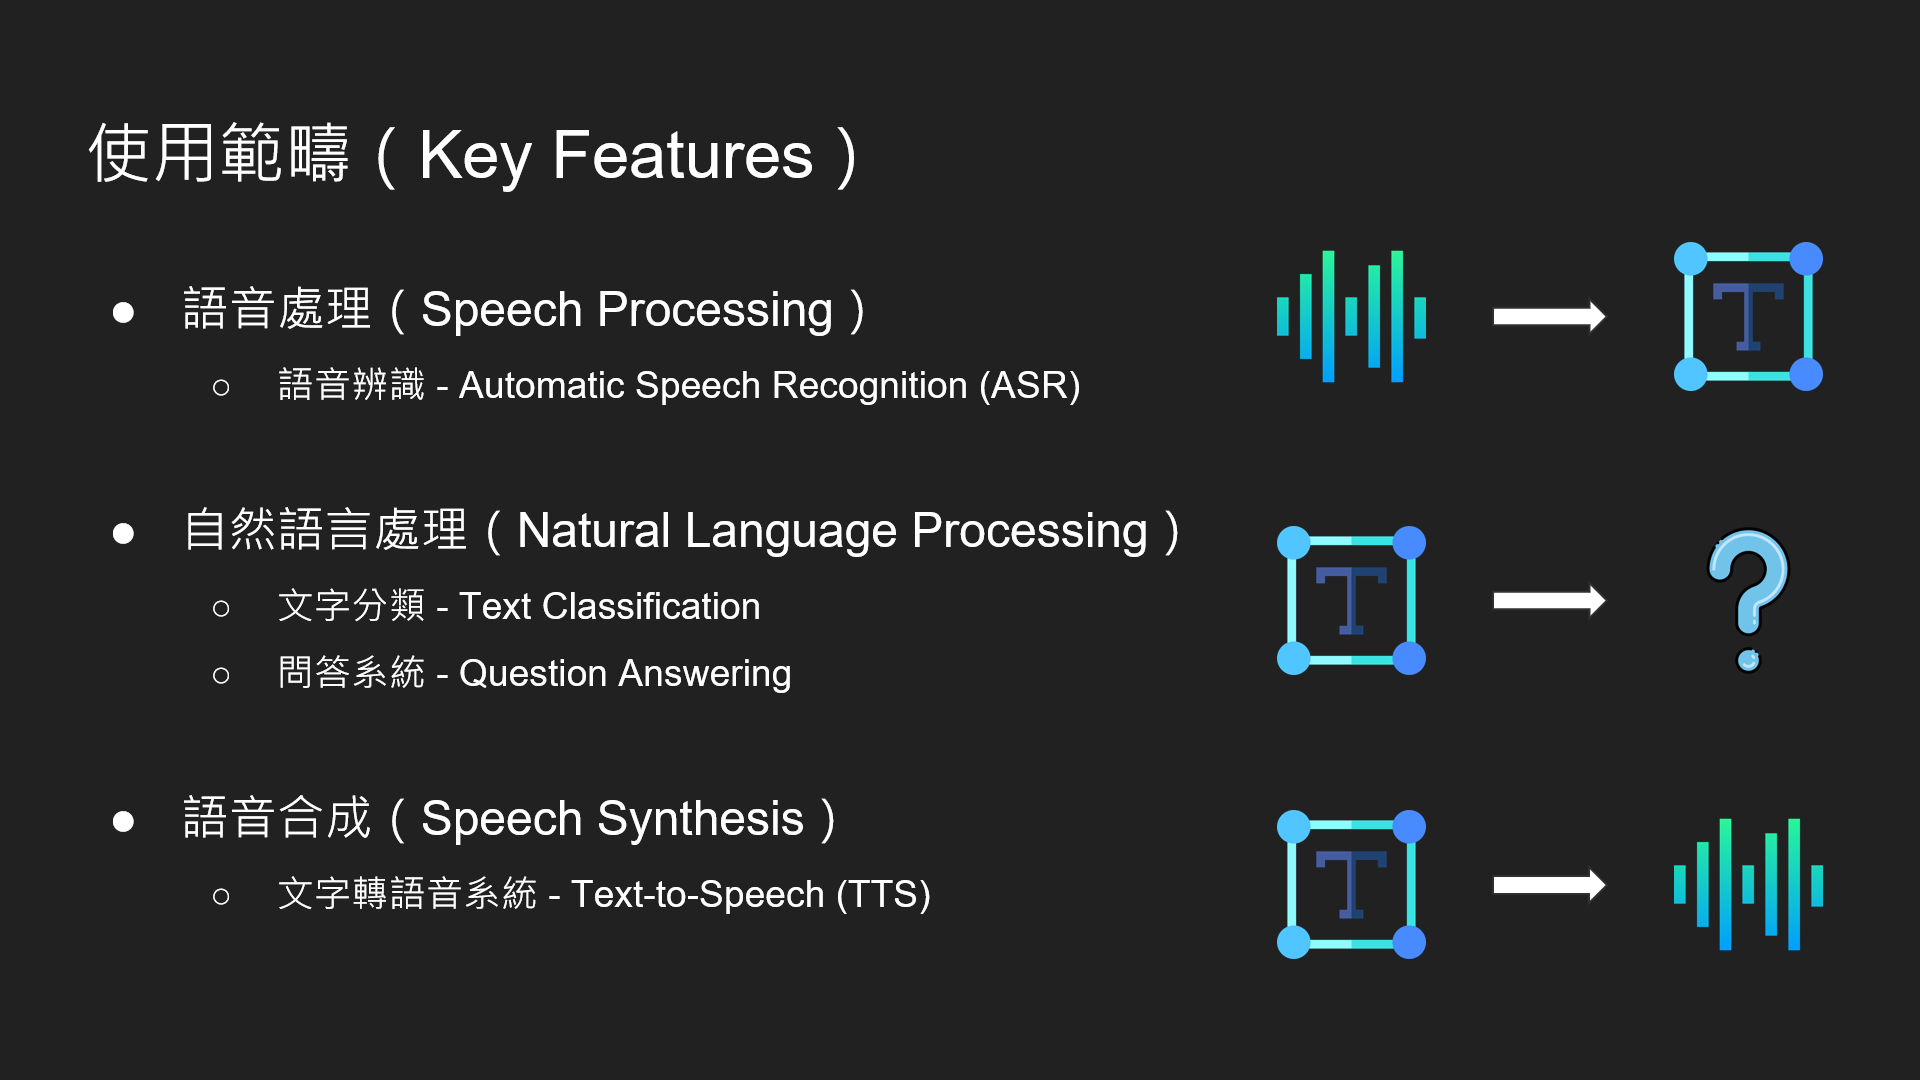 使用範疇（Key Features）
● 語音處理（Speech Processing）
○ 語音辨識 - Automatic Speech Recognition (ASR)
● 自然語言處理（Natural Language Processing）
○ 文字分類 - Text Classification
○ 問答系統 - Question Answering
● 語音合成（Speech Synthesis）
○ 文字轉語音系統 - Text-to-Speech (TTS)
T
T
?
T